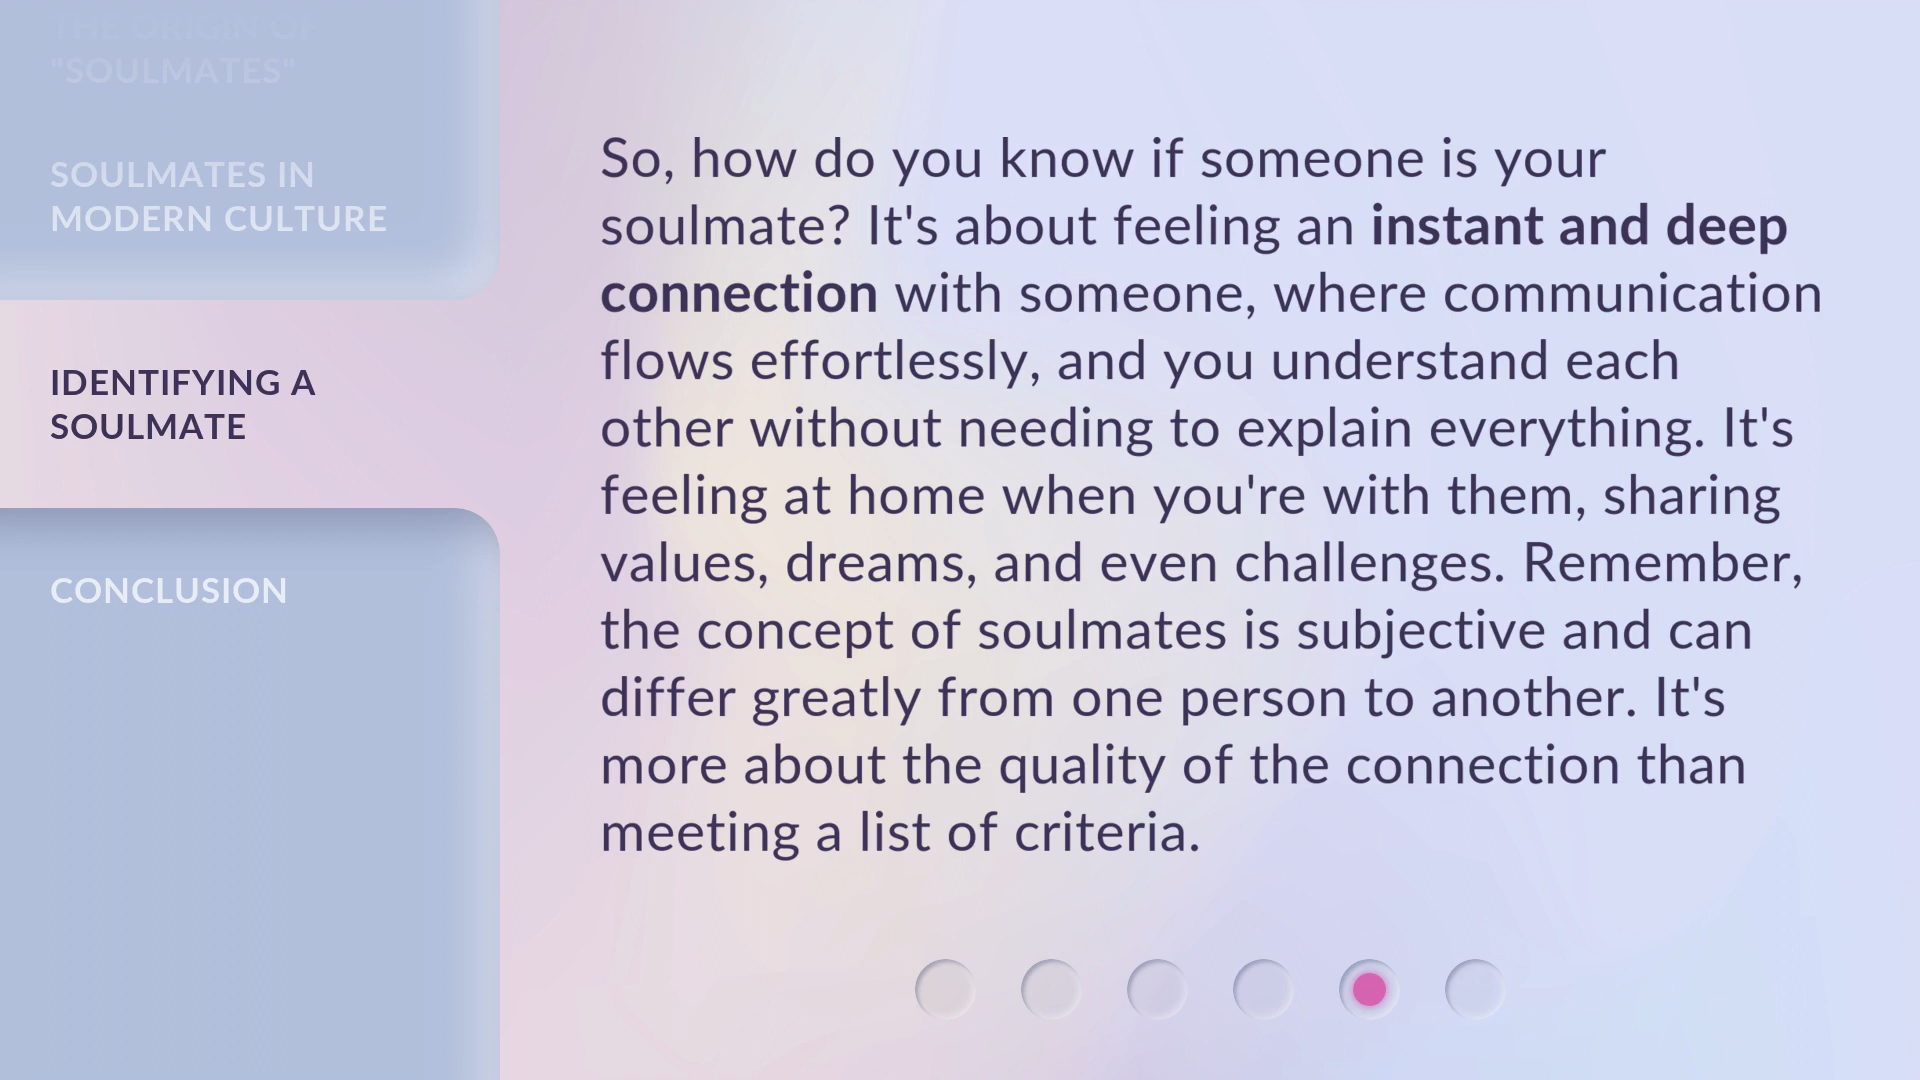 THE ORIGIN OF
"SOULMATES"
SOULMATES IN
MODERN CULTURE
IDENTIFYING A
SOULMATE
CONCLUSION
So, how do you know if someone is your
soulmate? It's about feeling an instant and deep
connection with someone, where communication
flows effortlessly, and you understand each
other without needing to explain everything. It's
feeling at home when you're with them, sharing
values, dreams, and even challenges. Remember,
the concept of soulmates is subjective and can
differ greatly from one person to another. It's
more about the quality of the connection than
meeting a list of criteria.